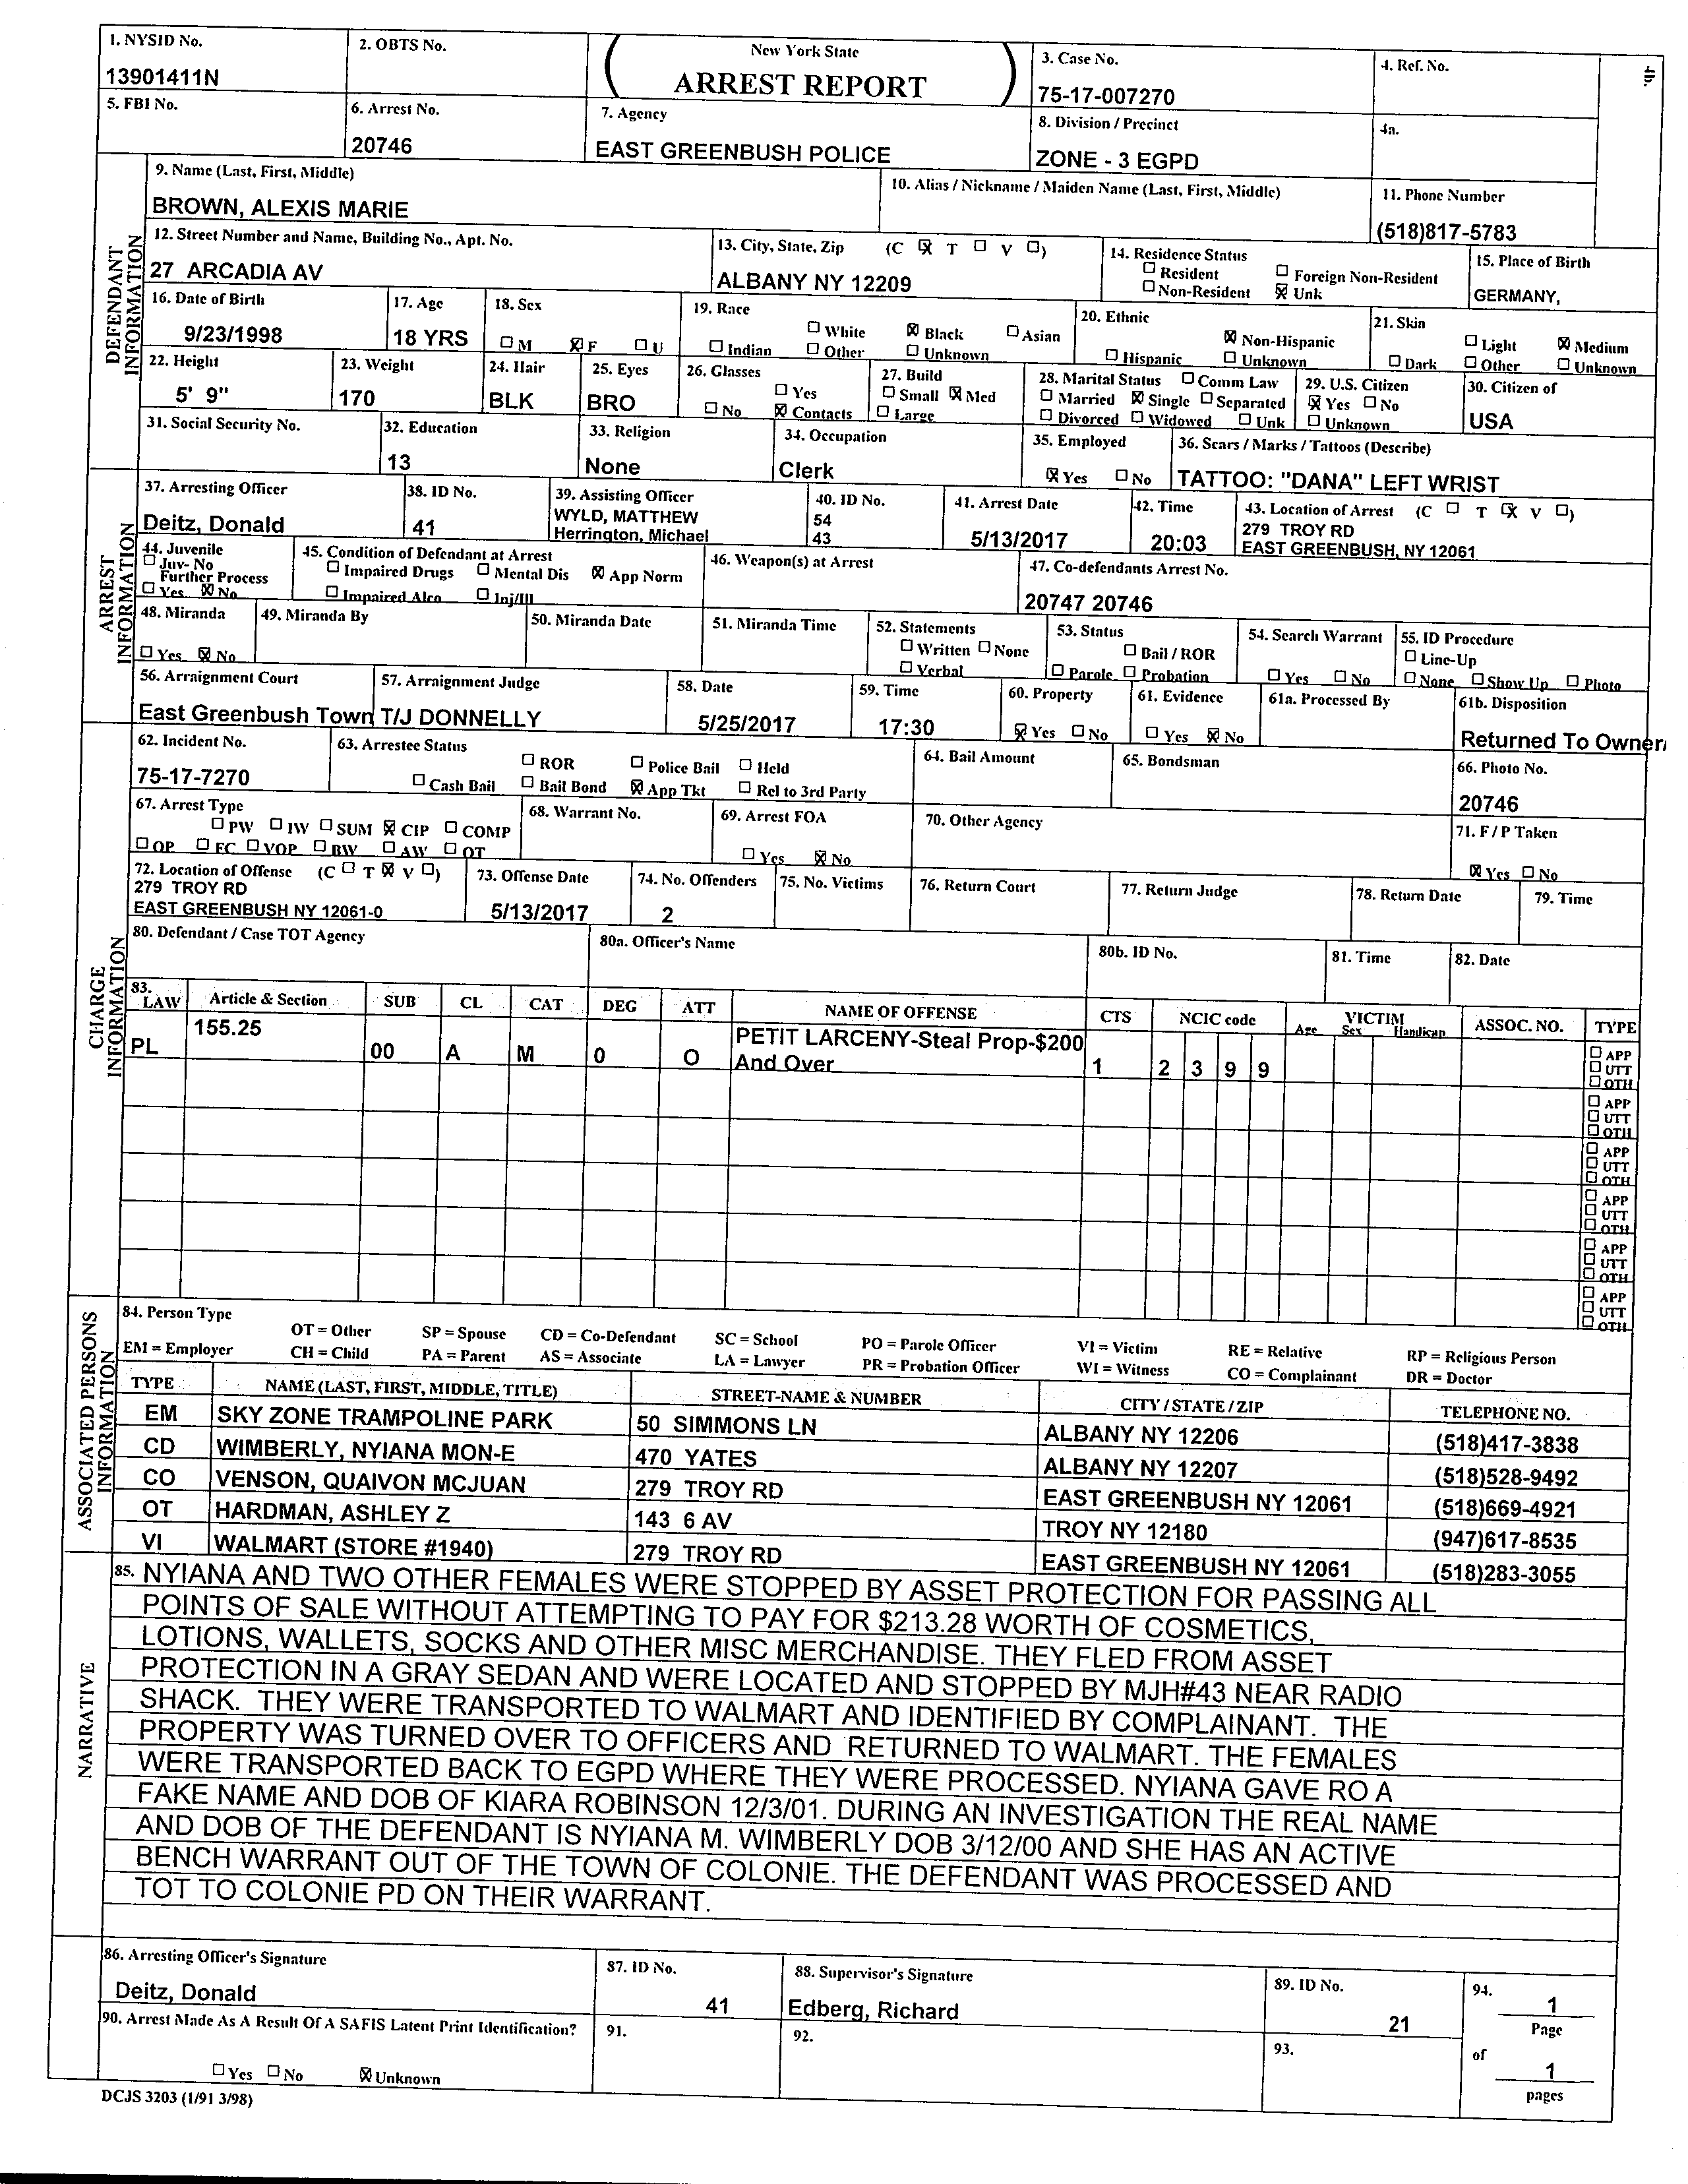 1. NYSID No.
13901411N
2. OBTS No.
New York State
ARREST REPORT
3. Case No.
75-17-007270
4. Ref. No.
4b.
5. FBI No.
6. Arrest No.
20746
7. Agency
EAST GREENBUSH POLICE
8. Division / Precinct
ZONE - 3 EGPD
4a.
DEFENDANT INFORMATION
9. Name (Last, First, Middle)
BROWN, ALEXIS MARIE
10. Alias / Nickname / Maiden Name (Last, First, Middle)
11. Phone Number
(518)817-5783
12. Street Number and Name, Building No., Apt. No.
27 ARCADIA AV
13. City, State, Zip (C ☒ T ☐ V ☐)
ALBANY NY 12209
14. Residence Status
☐ Resident ☐ Foreign Non-Resident
☐ Non-Resident ☒ Unk
15. Place of Birth
GERMANY,
16. Date of Birth
9/23/1998
17. Age
18 YRS
18. Sex
☐ M ☒ F ☐ U
19. Race
☐ White ☒ Black ☐ Asian
☐ Indian ☐ Other ☐ Unknown
20. Ethnic
☒ Non-Hispanic
☐ Hispanic ☐ Unknown
21. Skin
☐ Light ☒ Medium
☐ Dark ☐ Other ☐ Unknown
22. Height
5' 9"
23. Weight
170
24. Hair
BLK
25. Eyes
BRO
26. Glasses
☐ Yes
☐ No ☒ Contacts
27. Build
☐ Small ☒ Med
☐ Large
28. Marital Status ☐ Comm Law
☐ Married ☒ Single ☐ Separated
☐ Divorced ☐ Widowed ☐ Unk
29. U.S. Citizen
☒ Yes ☐ No
☐ Unknown
30. Citizen of
USA
31. Social Security No.
32. Education
13
33. Religion
None
34. Occupation
Clerk
35. Employed
☒ Yes ☐ No
36. Scars / Marks / Tattoos (Describe)
TATTOO: "DANA" LEFT WRIST
ARREST INFORMATION
37. Arresting Officer
Deitz, Donald
38. ID No.
41
39. Assisting Officer
WYLD, MATTHEW
Herrington, Michael
40. ID No.
54
43
41. Arrest Date
5/13/2017
42. Time
20:03
43. Location of Arrest (C ☐ T ☒ V ☐)
279 TROY RD
EAST GREENBUSH, NY 12061
44. Juvenile
☐ Juv- No
Further Process
☐ Yes ☒ No
45. Condition of Defendant at Arrest
☐ Impaired Drugs ☐ Mental Dis ☒ App Norm
☐ Impaired Alco ☐ Inj/Ill
46. Weapon(s) at Arrest
47. Co-defendants Arrest No.
20747 20746
48. Miranda
☐ Yes ☒ No
49. Miranda By
50. Miranda Date
51. Miranda Time
52. Statements
☐ Written ☐ None
☐ Verbal
53. Status
☐ Bail / ROR
☐ Parole ☐ Probation
54. Search Warrant
☐ Yes ☐ No
55. ID Procedure
☐ Line-Up
☐ None ☐ Show Up ☐ Photo
56. Arraignment Court
East Greenbush Town
57. Arraignment Judge
T/J DONNELLY
58. Date
5/25/2017
59. Time
17:30
60. Property
☒ Yes ☐ No
61. Evidence
☐ Yes ☒ No
61a. Processed By
61b. Disposition
Returned To Owner/
CHARGE INFORMATION
62. Incident No.
75-17-7270
63. Arrestee Status
☐ ROR ☐ Police Bail ☐ Held
☐ Cash Bail ☐ Bail Bond ☒ App Tkt ☐ Rel to 3rd Party
64. Bail Amount
65. Bondsman
66. Photo No.
20746
67. Arrest Type
☐ PW ☐ IW ☐ SUM ☒ CIP ☐ COMP
☐ OP ☐ EC ☐ VOP ☐ BW ☐ AW ☐ OT
68. Warrant No.
69. Arrest FOA
☐ Yes ☒ No
70. Other Agency
71. F / P Taken
☒ Yes ☐ No
72. Location of Offense (C ☐ T ☒ V ☐)
279 TROY RD
EAST GREENBUSH NY 12061-0
73. Offense Date
5/13/2017
74. No. Offenders
2
75. No. Victims
76. Return Court
77. Return Judge
78. Return Date
79. Time
80. Defendant / Case TOT Agency
80a. Officer's Name
80b. ID No.
81. Time
82. Date
83. LAW Article & Section SUB CL CAT DEG ATT NAME OF OFFENSE CTS NCIC code VICTIM Age Sex Handicap ASSOC. NO. TYPE
PL 155.25 00 A M 0 O PETIT LARCENY-Steal Prop-$200 And Over 1 2 3 9 9
☐ APP
☐ UTT
☐ OTH
☐ APP
☐ UTT
☐ OTH
☐ APP
☐ UTT
☐ OTH
☐ APP
☐ UTT
☐ OTH
☐ APP
☐ UTT
☐ OTH
☐ APP
☐ UTT
☐ OTH
ASSOCIATED PERSONS INFORMATION
84. Person Type
OT = Other SP = Spouse CD = Co-Defendant SC = School PO = Parole Officer VI = Victim RE = Relative RP = Religious Person
EM = Employer CH = Child PA = Parent AS = Associate LA = Lawyer PR = Probation Officer WI = Witness CO = Complainant DR = Doctor
TYPE NAME (LAST, FIRST, MIDDLE, TITLE) STREET-NAME & NUMBER CITY / STATE / ZIP TELEPHONE NO.
EM SKY ZONE TRAMPOLINE PARK 50 SIMMONS LN ALBANY NY 12206 (518)417-3838
CD WIMBERLY, NYIANA MON-E 470 YATES ALBANY NY 12207 (518)528-9492
CO VENSON, QUAIVON MCJUAN 279 TROY RD EAST GREENBUSH NY 12061 (518)669-4921
OT HARDMAN, ASHLEY Z 143 6 AV TROY NY 12180 (947)617-8535
VI WALMART (STORE #1940) 279 TROY RD EAST GREENBUSH NY 12061 (518)283-3055
NARRATIVE
85. NYIANA AND TWO OTHER FEMALES WERE STOPPED BY ASSET PROTECTION FOR PASSING ALL
POINTS OF SALE WITHOUT ATTEMPTING TO PAY FOR $213.28 WORTH OF COSMETICS,
LOTIONS, WALLETS, SOCKS AND OTHER MISC MERCHANDISE. THEY FLED FROM ASSET
PROTECTION IN A GRAY SEDAN AND WERE LOCATED AND STOPPED BY MJH#43 NEAR RADIO
SHACK. THEY WERE TRANSPORTED TO WALMART AND IDENTIFIED BY COMPLAINANT. THE
PROPERTY WAS TURNED OVER TO OFFICERS AND RETURNED TO WALMART. THE FEMALES
WERE TRANSPORTED BACK TO EGPD WHERE THEY WERE PROCESSED. NYIANA GAVE RO A
FAKE NAME AND DOB OF KIARA ROBINSON 12/3/01. DURING AN INVESTIGATION THE REAL NAME
AND DOB OF THE DEFENDANT IS NYIANA M. WIMBERLY DOB 3/12/00 AND SHE HAS AN ACTIVE
BENCH WARRANT OUT OF THE TOWN OF COLONIE. THE DEFENDANT WAS PROCESSED AND
TOT TO COLONIE PD ON THEIR WARRANT.
86. Arresting Officer's Signature
Deitz, Donald
87. ID No.
41
88. Supervisor's Signature
Edberg, Richard
89. ID No.
21
94.
1
Page
of
1
pages
90. Arrest Made As A Result Of A SAFIS Latent Print Identification?
☐ Yes ☐ No ☒ Unknown
91.
92.
93.
DCJS 3203 (1/91 3/98)